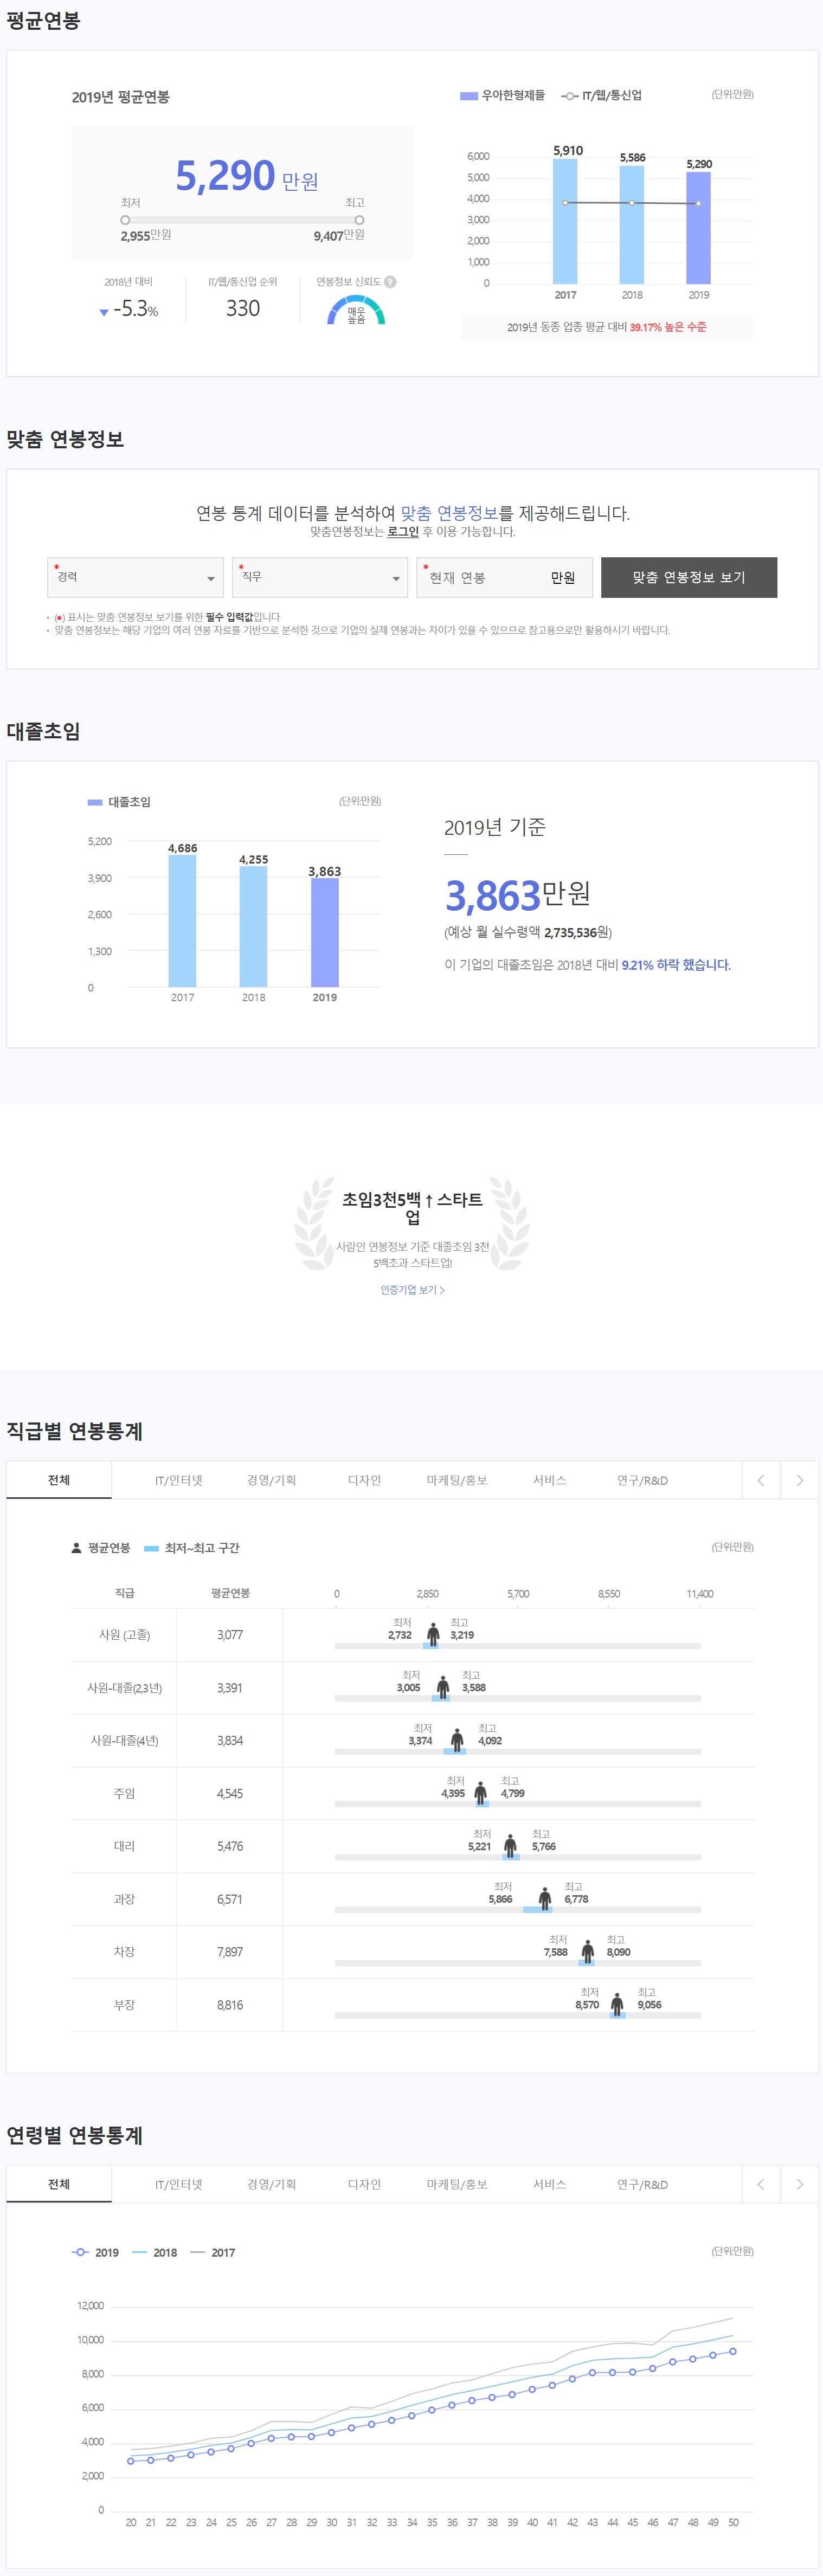 평균연봉
2019년 평균연봉
5,290 만원
최저 최고
2,955만원 9,407만원
2018년 대비 IT/웹/통신업 순위 연봉정보 신뢰도 ?
-5.3% 330 매우 높음
우아한형제들 IT/웹/통신업 (단위:만원)
6,000
5,000
4,000
3,000
2,000
1,000
0
5,910 5,586 5,290
2017 2018 2019
2019년 동종 업종 평균 대비 39.17% 높은 수준
맞춤 연봉정보
연봉 통계 데이터를 분석하여 맞춤 연봉정보를 제공해드립니다.
맞춤연봉정보는 로그인 후 이용 가능합니다.
* 경력 * 직무 * 현재 연봉 만원 맞춤 연봉정보 보기
• (*) 표시는 맞춤 연봉정보 보기를 위한 필수 입력값입니다
• 맞춤 연봉정보는 해당 기업의 여러 연봉 자료를 기반으로 분석한 것으로 기업의 실제 연봉과는 차이가 있을 수 있으므로 참고용으로만 활용하시기 바랍니다.
대졸초임
대졸초임 (단위:만원)
5,200
3,900
2,600
1,300
0
4,686 4,255 3,863
2017 2018 2019
2019년 기준
3,863만원
(예상 월 실수령액 2,735,536원)
이 기업의 대졸초임은 2018년 대비 9.21% 하락 했습니다.
초임3천5백↑스타트
업
사람인 연봉정보 기준 대졸초임 3천
5백초과 스타트업!
인증기업 보기 >
직급별 연봉통계
전체 IT/인터넷 경영/기획 디자인 마케팅/홍보 서비스 연구/R&D < >
평균연봉 최저~최고 구간 (단위:만원)
직급 평균연봉 0 2,850 5,700 8,550 11,400
최저 최고
사원 (고졸) 3,077 2,732 3,219
최저 최고
사원-대졸(2,3년) 3,391 3,005 3,588
최저 최고
사원-대졸(4년) 3,834 3,374 4,092
최저 최고
주임 4,545 4,395 4,799
최저 최고
대리 5,476 5,221 5,766
최저 최고
과장 6,571 5,866 6,778
최저 최고
차장 7,897 7,588 8,090
최저 최고
부장 8,816 8,570 9,056
연령별 연봉통계
전체 IT/인터넷 경영/기획 디자인 마케팅/홍보 서비스 연구/R&D < >
2019 2018 2017 (단위:만원)
12,000
10,000
8,000
6,000
4,000
2,000
0
20 21 22 23 24 25 26 27 28 29 30 31 32 33 34 35 36 37 38 39 40 41 42 43 44 45 46 47 48 49 50